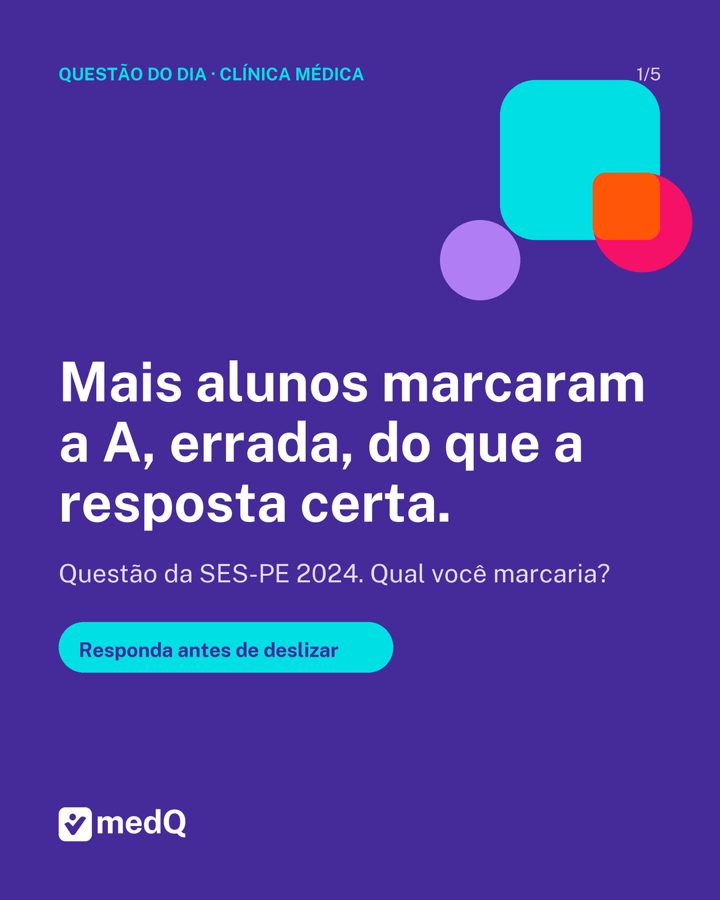 QUESTÃO DO DIA · CLÍNICA MÉDICA
1/5
Mais alunos marcaram
a A, errada, do que a
resposta certa.
Questão da SES-PE 2024. Qual você marcaria?
Responda antes de deslizar
medQ